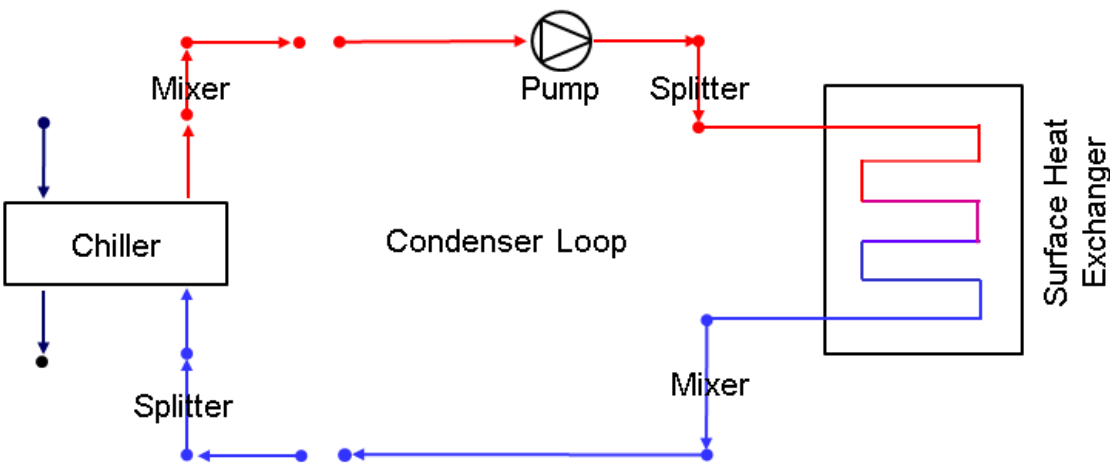 Mixer
Pump
Splitter
Surface Heat
Exchanger
Chiller
Condenser Loop
Mixer
Splitter